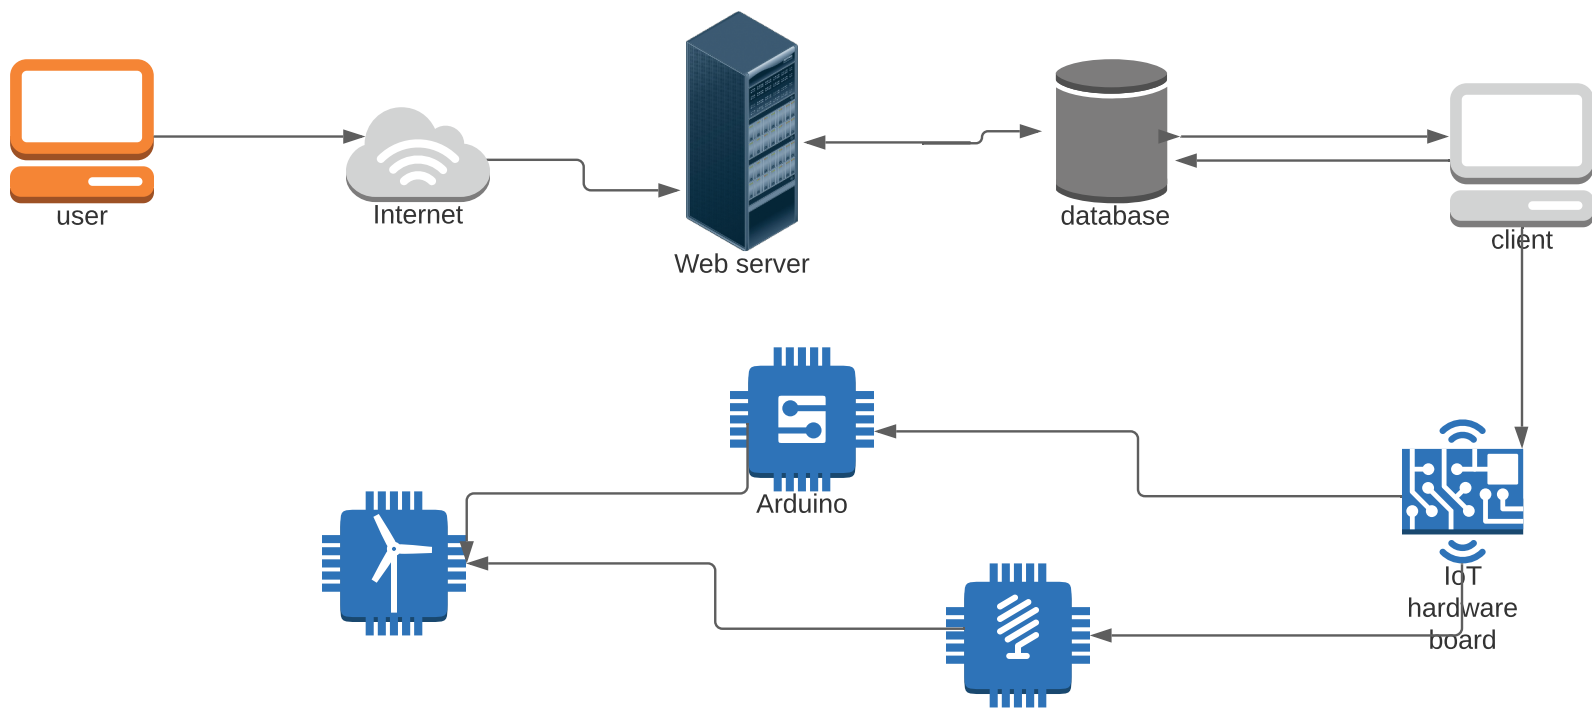 user
Internet
Web server
database
client
Arduino
IoT
hardware
board